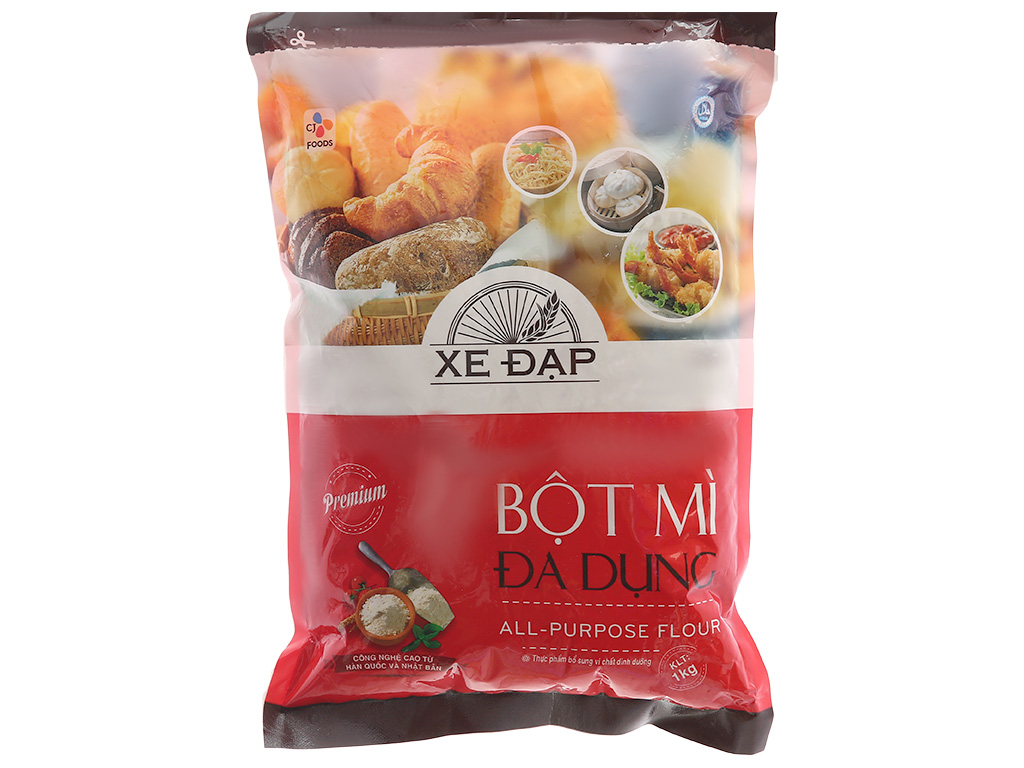 CJ
FOODS
XE ĐẠP
Premium
BỘT MÌ
ĐA DỤNG
ALL-PURPOSE FLOUR
Thực phẩm bổ sung vi chất dinh dưỡng
CÔNG NGHỆ CAO TỪ
HÀN QUỐC VÀ NHẬT BẢN
KLT:
1kg